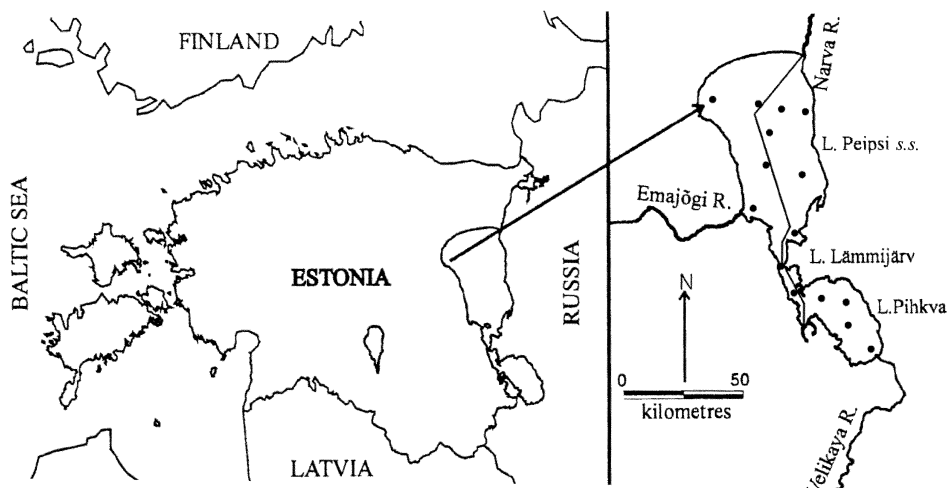 FINLAND
BALTIC SEA
ESTONIA
RUSSIA
LATVIA
Narva R.
L. Peipsi s.s.
Emajõgi R.
L. Lämmijärv
N
L.Pihkva
0 50
kilometres
Velikaya R.